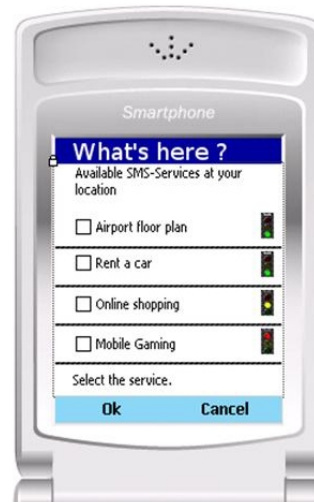 Smartphone
What's here ?
Available SMS-Services at your
location
Airport floor plan
Rent a car
Online shopping
Mobile Gaming
Select the service.
Ok Cancel